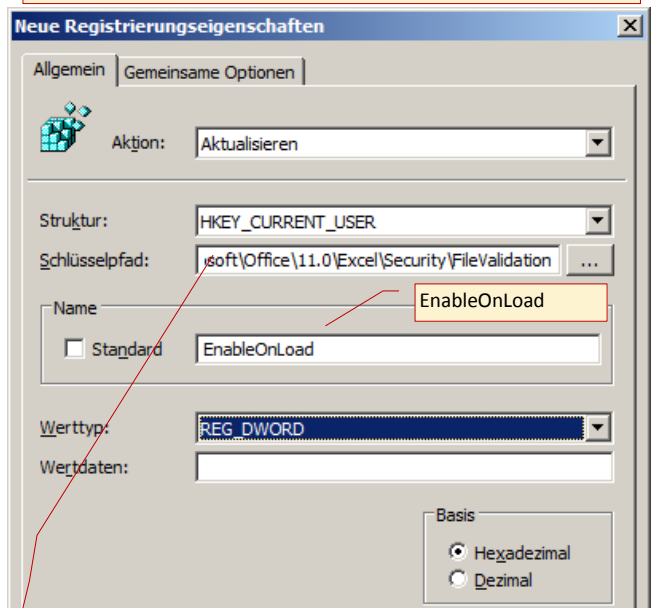 Neue Registrierungseigenschaften
Allgemein
Gemeinsame Optionen
Aktion:
Aktualisieren
Struktur:
HKEY_CURRENT_USER
Schlüsselpfad:
soft\Office\11.0\Excel\Security\FileValidation
...
EnableOnLoad
Name
Standard
EnableOnLoad
Werttyp:
REG_DWORD
Wertdaten:
Basis
Hexadezimal
Dezimal